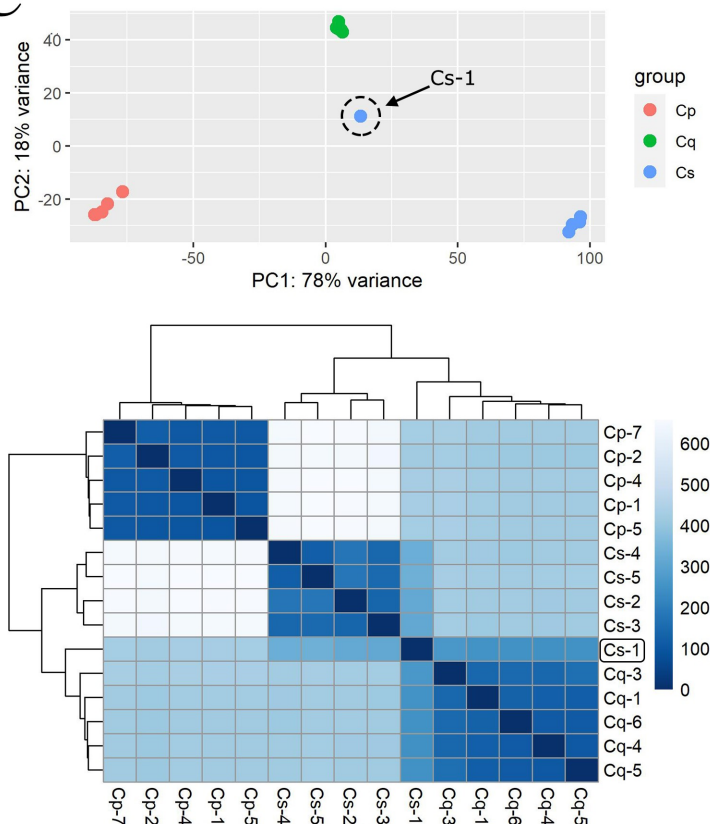 40
20
0
-20
PC2: 18% variance
Cs-1
-50
0
50
100
PC1: 78% variance
group
Cp
Cq
Cs
Cp-7
Cp-2
Cp-4
Cp-1
Cp-5
Cs-4
Cs-5
Cs-2
Cs-3
Cs-1
Cq-3
Cq-1
Cq-6
Cq-4
Cq-5
600
500
400
300
200
100
0
Cp-7
Cp-2
Cp-4
Cp-1
Cp-5
Cs-4
Cs-5
Cs-2
Cs-3
Cs-1
Cq-3
Cq-1
Cq-6
Cq-4
Cq-5